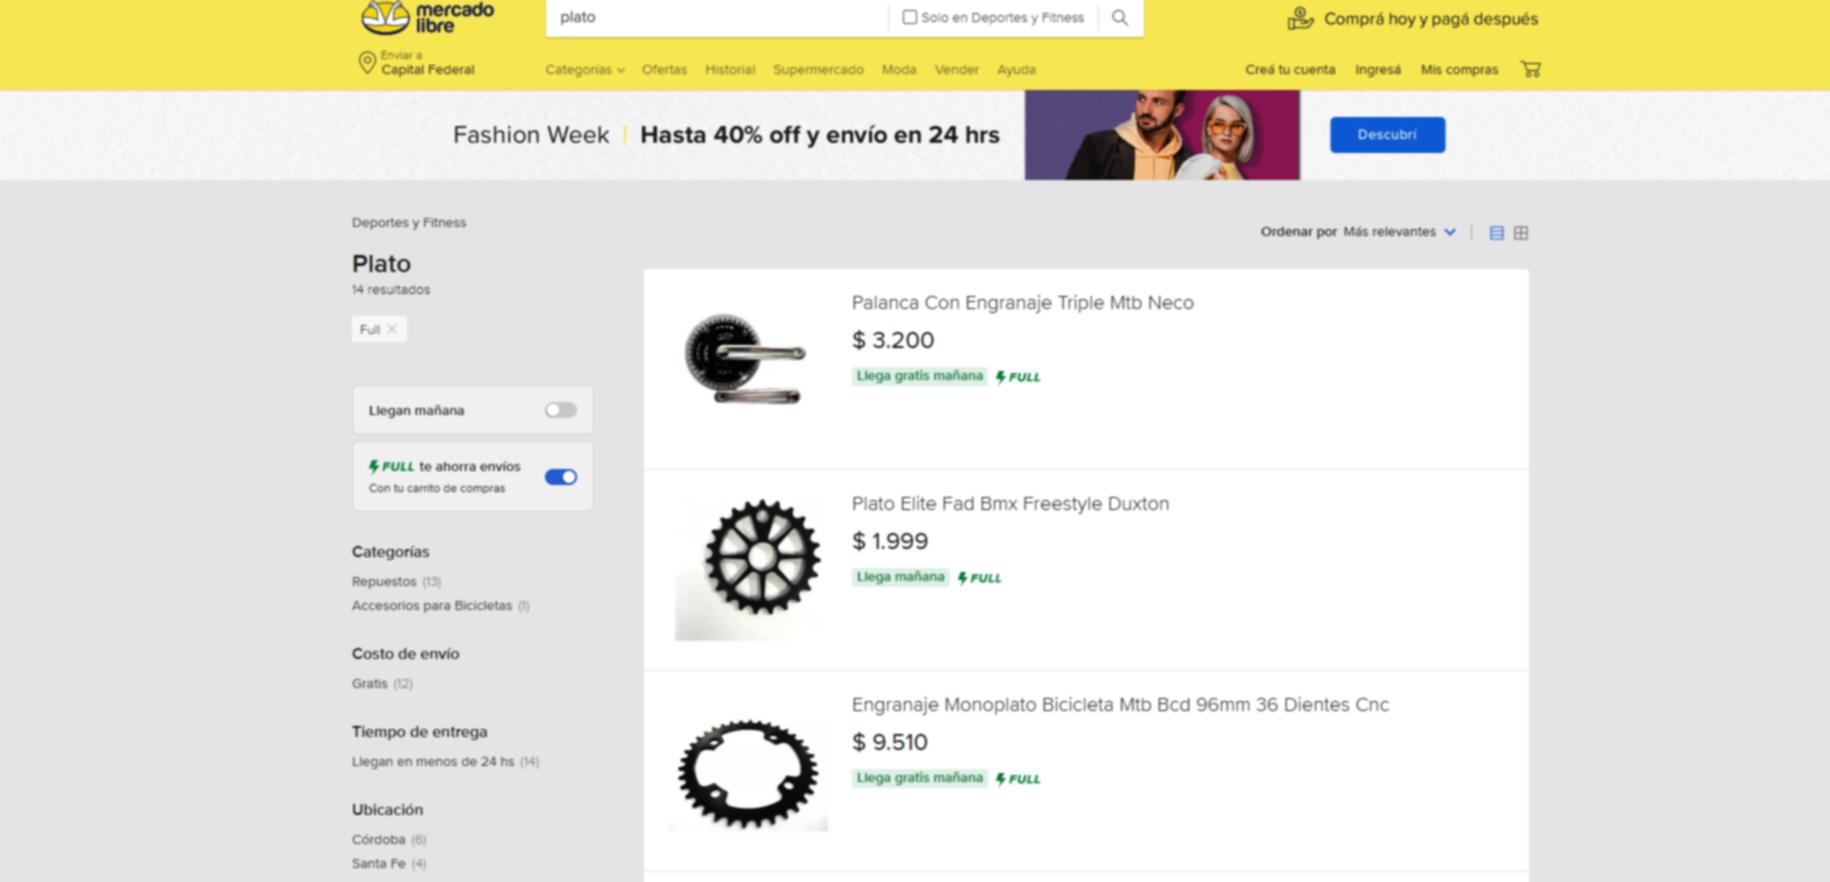 mercado
libre
plato
Solo en Deportes y Fitness
Comprá hoy y pagá después
Enviar a
Capital Federal
Categorías
Ofertas
Historial
Supermercado
Moda
Vender
Ayuda
Creá tu cuenta
Ingresá
Mis compras
Fashion Week | Hasta 40% off y envío en 24 hrs
Descubrí
Deportes y Fitness
Plato
14 resultados
Full
Llegan mañana
FULL te ahorra envíos
Con tu carrito de compras
Categorías
Repuestos (13)
Accesorios para Bicicletas (1)
Costo de envío
Gratis (12)
Tiempo de entrega
Llegan en menos de 24 hs (14)
Ubicación
Córdoba (6)
Santa Fe (4)
Ordenar por Más relevantes
Palanca Con Engranaje Triple Mtb Neco
$ 3.200
Llega gratis mañana FULL
Plato Elite Fad Bmx Freestyle Duxton
$ 1.999
Llega mañana FULL
Engranaje Monoplato Bicicleta Mtb Bcd 96mm 36 Dientes Cnc
$ 9.510
Llega gratis mañana FULL